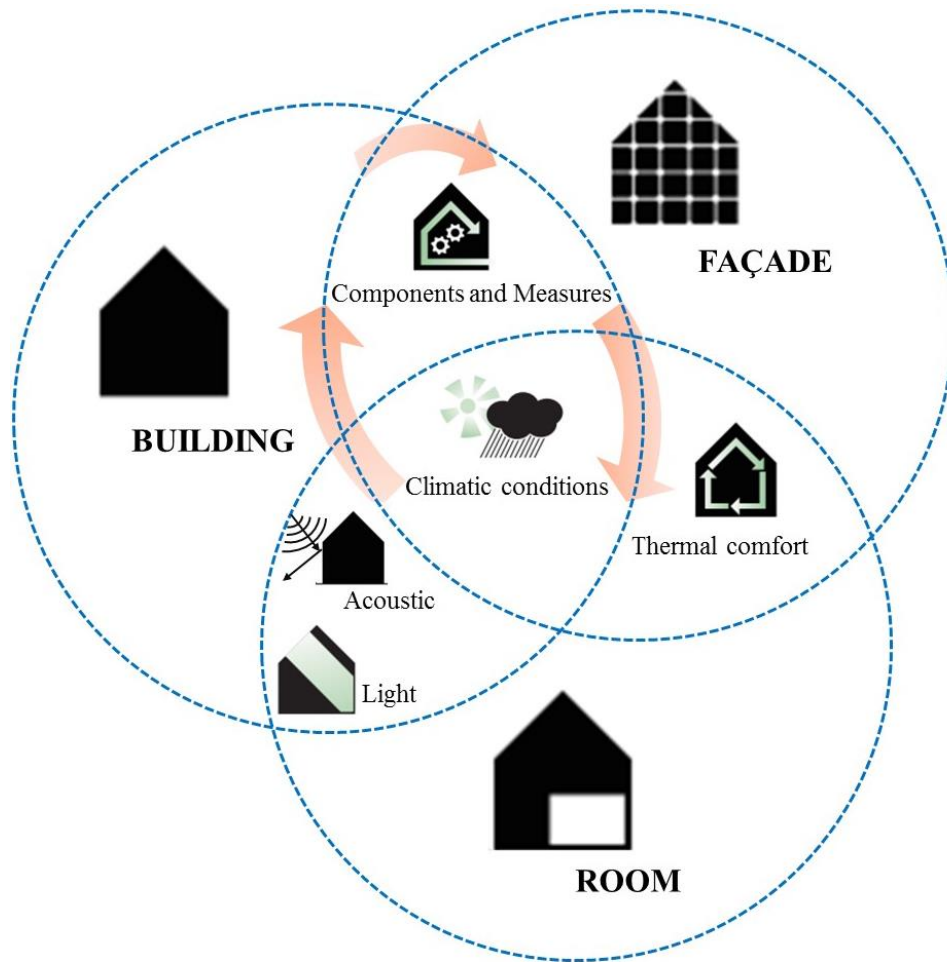 FAÇADE
Components and Measures
BUILDING
Climatic conditions
Thermal comfort
Acoustic
Light
ROOM